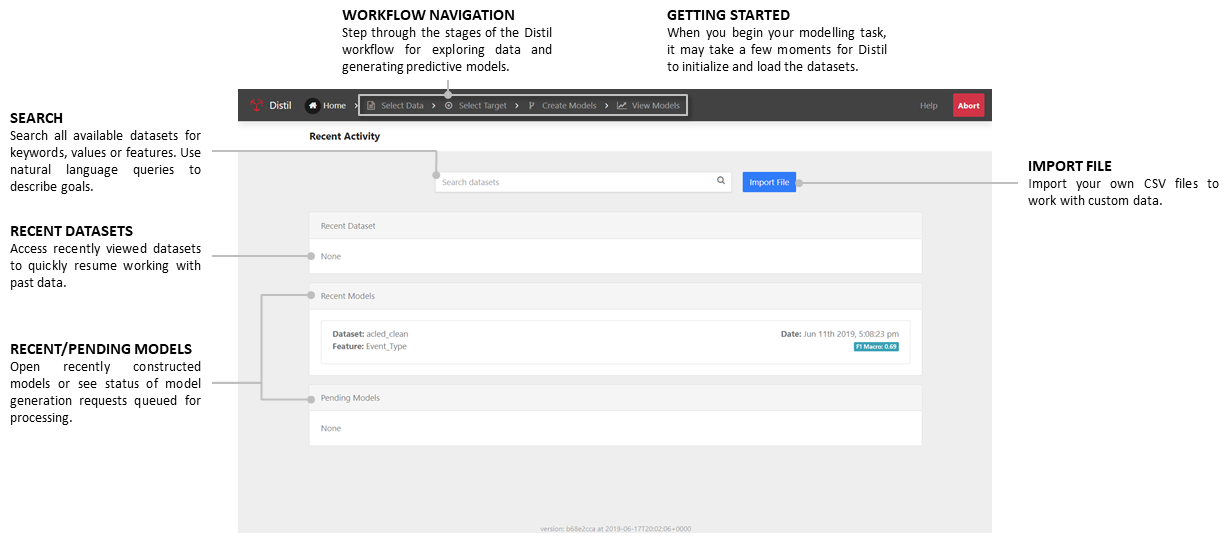 WORKFLOW NAVIGATION
Step through the stages of the Distil
workflow for exploring data and
generating predictive models.
GETTING STARTED
When you begin your modelling task,
it may take a few moments for Distil
to initialize and load the datasets.
Distil Home Select Data Select Target Create Models View Models Help Abort
SEARCH
Search all available datasets for
keywords, values or features. Use
natural language queries to
describe goals.
Recent Activity
Search datasets
Import File
IMPORT FILE
Import your own CSV files to
work with custom data.
RECENT DATASETS
Access recently viewed datasets
to quickly resume working with
past data.
Recent Dataset
None
RECENT/PENDING MODELS
Open recently constructed
models or see status of model
generation requests queued for
processing.
Recent Models
Dataset: acled_clean
Date: Jun 11th 2019, 5:08:23 pm
Feature: Event_Type
F1 Macro: 0.69
Pending Models
None
version: b68e2cca at 2019-06-17T20:02:06+0000